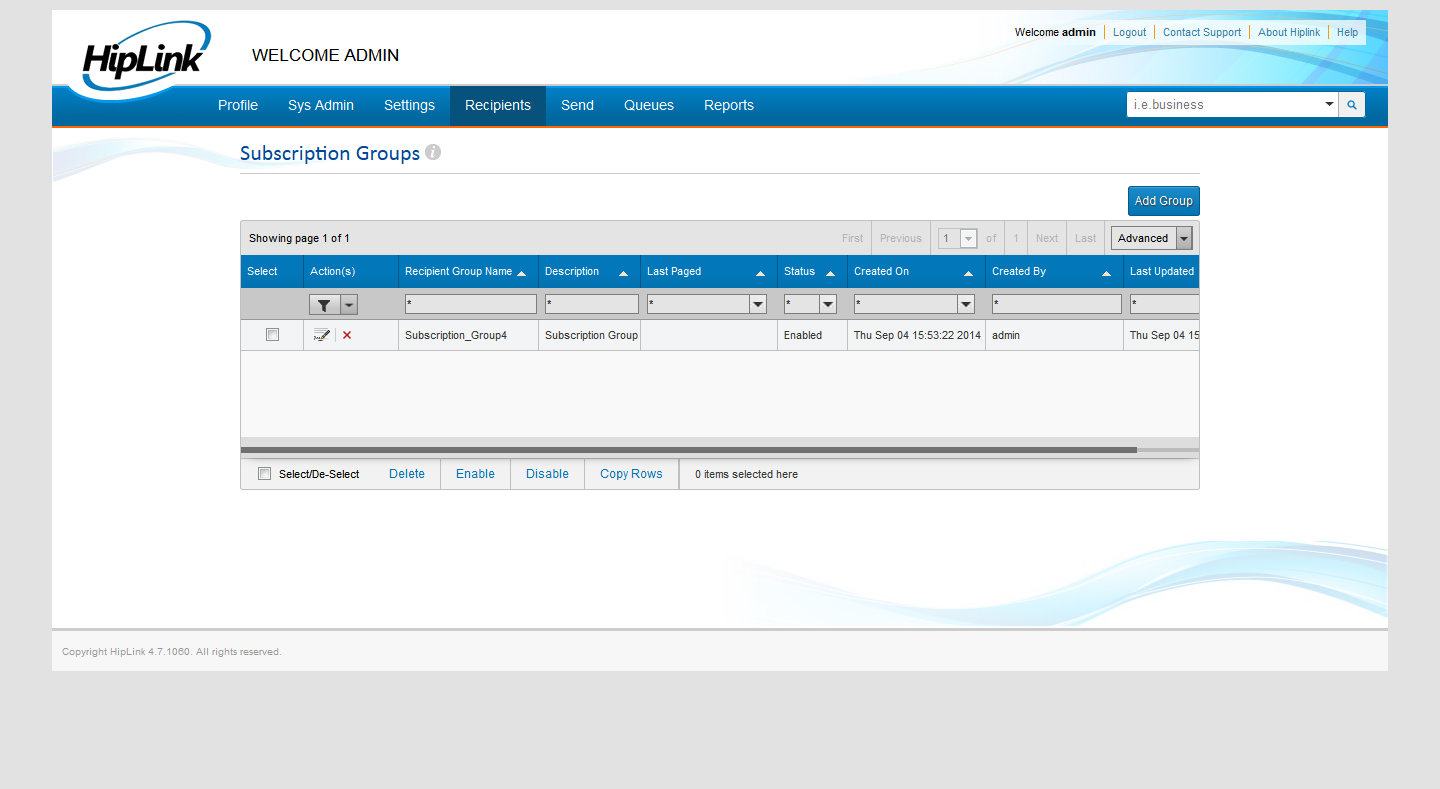 HipLink
WELCOME ADMIN
Welcome admin Logout Contact Support About Hiplink Help
Profile Sys Admin Settings Recipients Send Queues Reports
i.e.business
Subscription Groups i
Add Group
Showing page 1 of 1 First Previous 1 of 1 Next Last Advanced
Select Action(s) Recipient Group Name Description Last Paged Status Created On Created By Last Updated
* * * * * * *
Subscription_Group4 Subscription Group Enabled Thu Sep 04 15:53:22 2014 admin Thu Sep 04 15
Select/De-Select Delete Enable Disable Copy Rows 0 items selected here
Copyright HipLink 4.7.1060. All rights reserved.